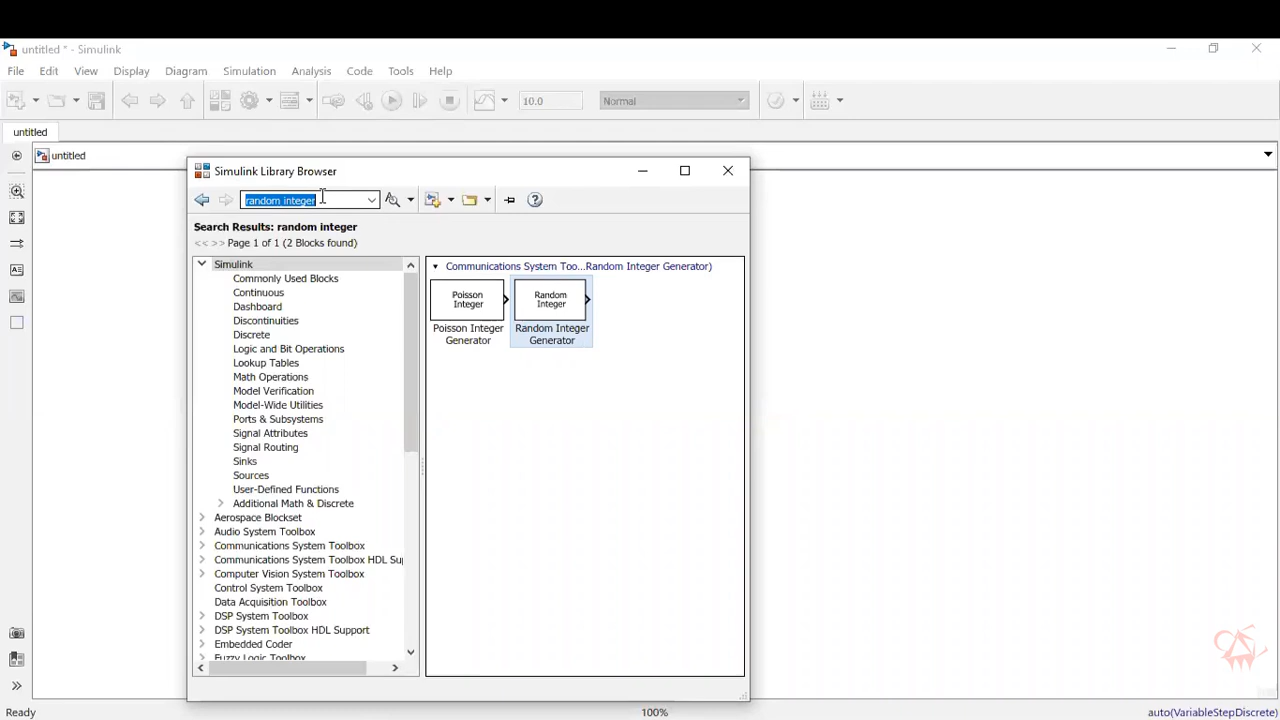 untitled * - Simulink
File Edit View Display Diagram Simulation Analysis Code Tools Help
10.0 Normal
untitled
untitled
Simulink Library Browser
random integer
Search Results: random integer
<< >> Page 1 of 1 (2 Blocks found)
Simulink
Commonly Used Blocks
Continuous
Dashboard
Discontinuities
Discrete
Logic and Bit Operations
Lookup Tables
Math Operations
Model Verification
Model-Wide Utilities
Ports & Subsystems
Signal Attributes
Signal Routing
Sinks
Sources
User-Defined Functions
Additional Math & Discrete
Aerospace Blockset
Audio System Toolbox
Communications System Toolbox
Communications System Toolbox HDL Su
Computer Vision System Toolbox
Control System Toolbox
Data Acquisition Toolbox
DSP System Toolbox
DSP System Toolbox HDL Support
Embedded Coder
Fuzzy Logic Toolbox
Communications System Too...Random Integer Generator)
Poisson
Integer
Poisson Integer
Generator
Random
Integer
Random Integer
Generator
Ready 100% auto(VariableStepDiscrete)